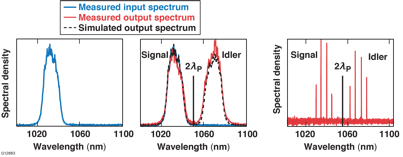 Measured input spectrum
Measured output spectrum
Simulated output spectrum
Spectral density
1020 1060 1100
Wavelength (nm)
Signal Idler
2λP
1020 1060 1100
Wavelength (nm)
Spectral density
Signal Idler
2λP
1020 1060 1100
Wavelength (nm)